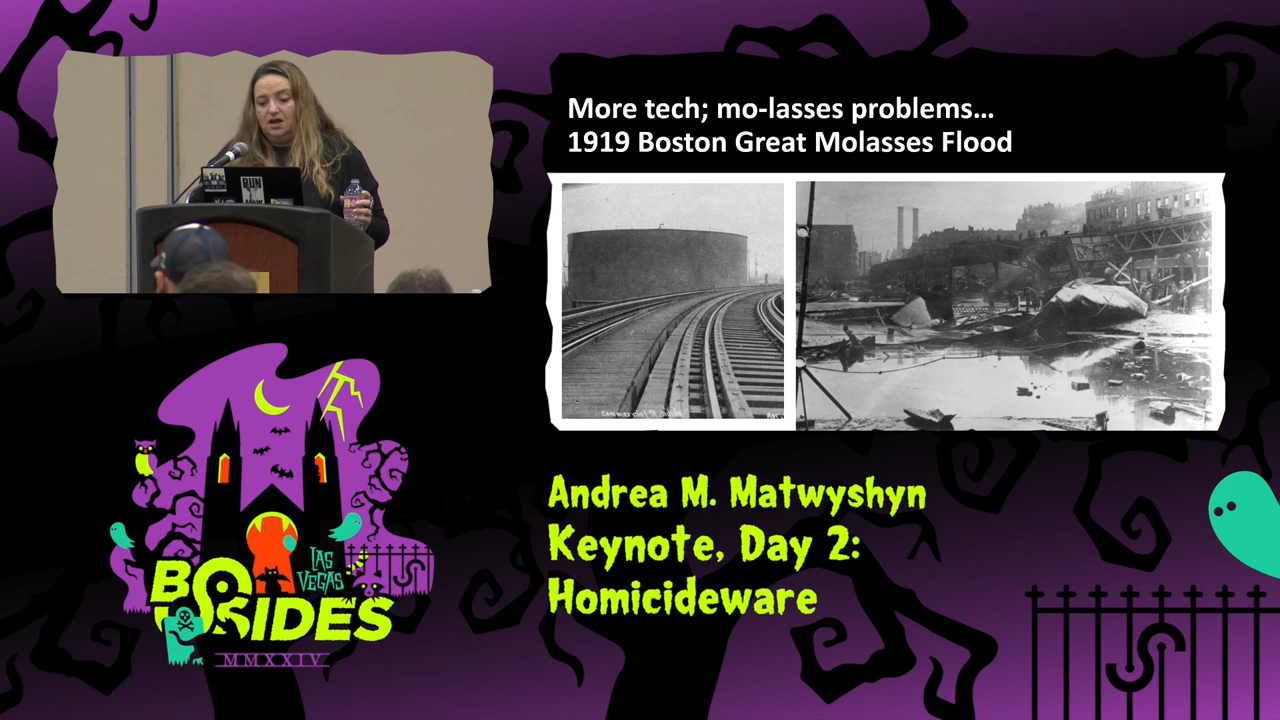 More tech; mo-lasses problems…
1919 Boston Great Molasses Flood
RUN
Andrea M. Matwyshyn
Keynote, Day 2:
Homicideware
LAS
VEGAS
BSIDES
MMXXIV